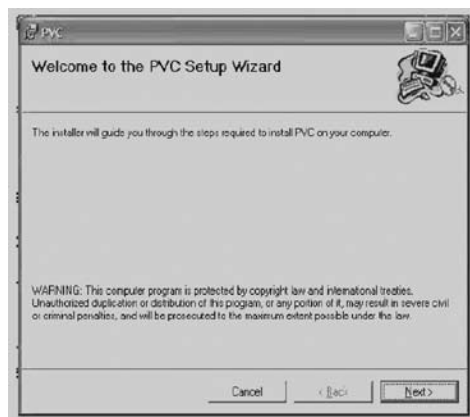 PVC
Welcome to the PVC Setup Wizard
The installer will guide you through the steps required to install PVC on your computer.
WARNING: This computer program is protected by copyright law and international treaties.
Unauthorized duplication or distribution of this program, or any portion of it, may result in severe civil
or criminal penalties, and will be prosecuted to the maximum extent possible under the law.
Cancel
< Back
Next >